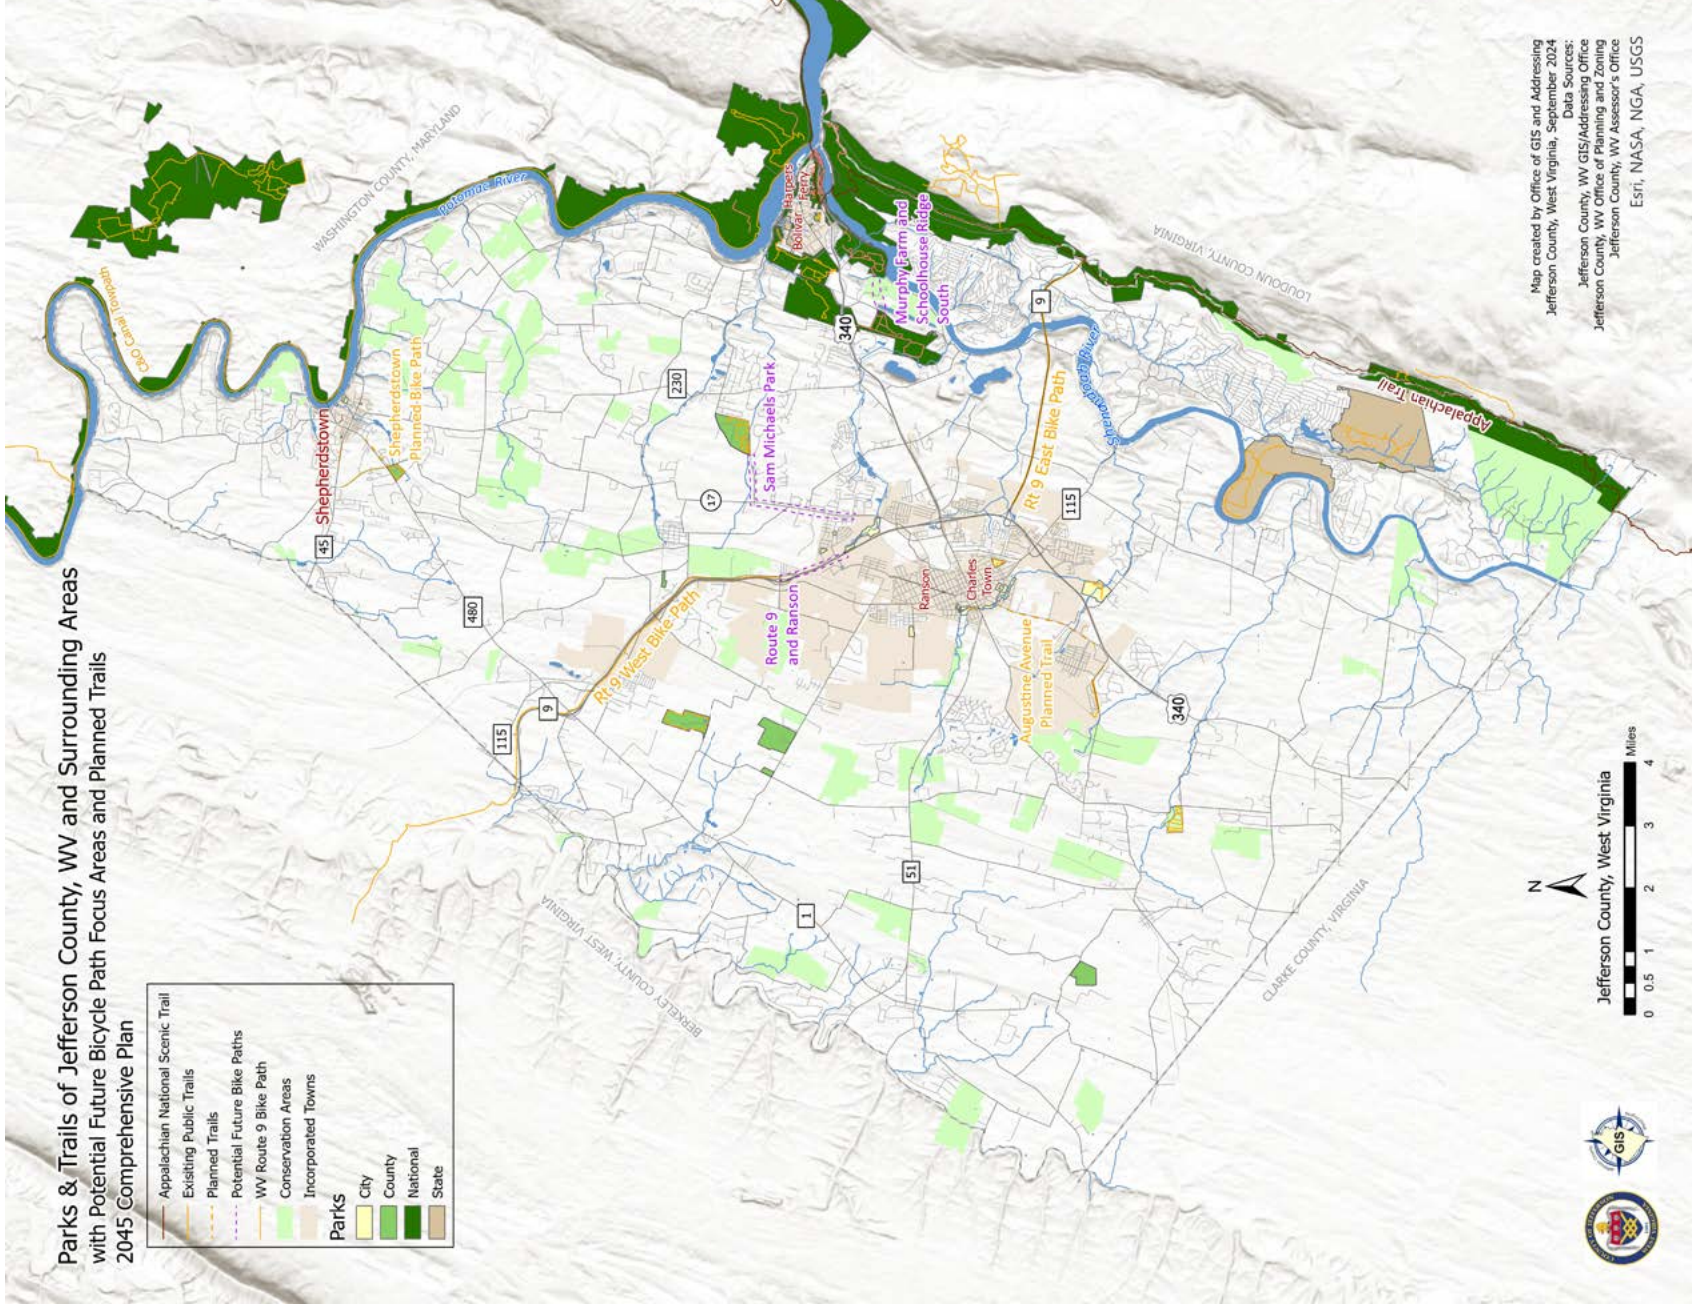 Parks & Trails of Jefferson County, WV and Surrounding Areas
with Potential Future Bicycle Path Focus Areas and Planned Trails
2045 Comprehensive Plan
Appalachian National Scenic Trail
Exisiting Public Trails
Planned Trails
Potential Future Bike Paths
WV Route 9 Bike Path
Conservation Areas
Incorporated Towns
Parks
City
County
National
State
WASHINGTON COUNTY, MARYLAND
C&O Canal Towpath
Potomac River
Shepherdstown
Shepherdstown
Planned Bike Path
45
480
230
17
115
9
Rt 9 West Bike Path
Sam Michaels Park
Route 9
and Ranson
Harpers
Ferry
Bolivar
Murphy Farm and
Schoolhouse Ridge
South
340
9
LOUDOUN COUNTY, VIRGINIA
Rt 9 East Bike Path
Shenandoah River
115
Ranson
Charles
Town
Augustine Avenue
Planned Trail
340
Appalachian Trail
51
1
BERKELEY COUNTY, WEST VIRGINIA
CLARKE COUNTY, VIRGINIA
N
Jefferson County, West Virginia
0 0.5 1 2 3 4
Miles
GIS
Map created by Office of GIS and Addressing
Jefferson County, West Virginia, September 2024
Data Sources:
Jefferson County, WV GIS/Addressing Office
Jefferson County, WV Office of Planning and Zoning
Jefferson County, WV Assessor's Office
Esri, NASA, NGA, USGS